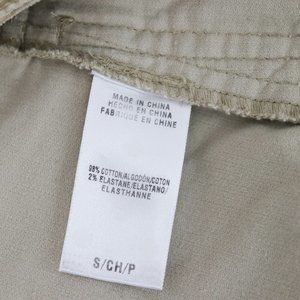 MADE IN CHINA
HECHO EN CHINA
FABRIQUÉ EN CHINE
98% COTTON/ALGODÓN/COTON
2% ELASTANE/ELASTANO/
ELASTHANNE
S/CH/P